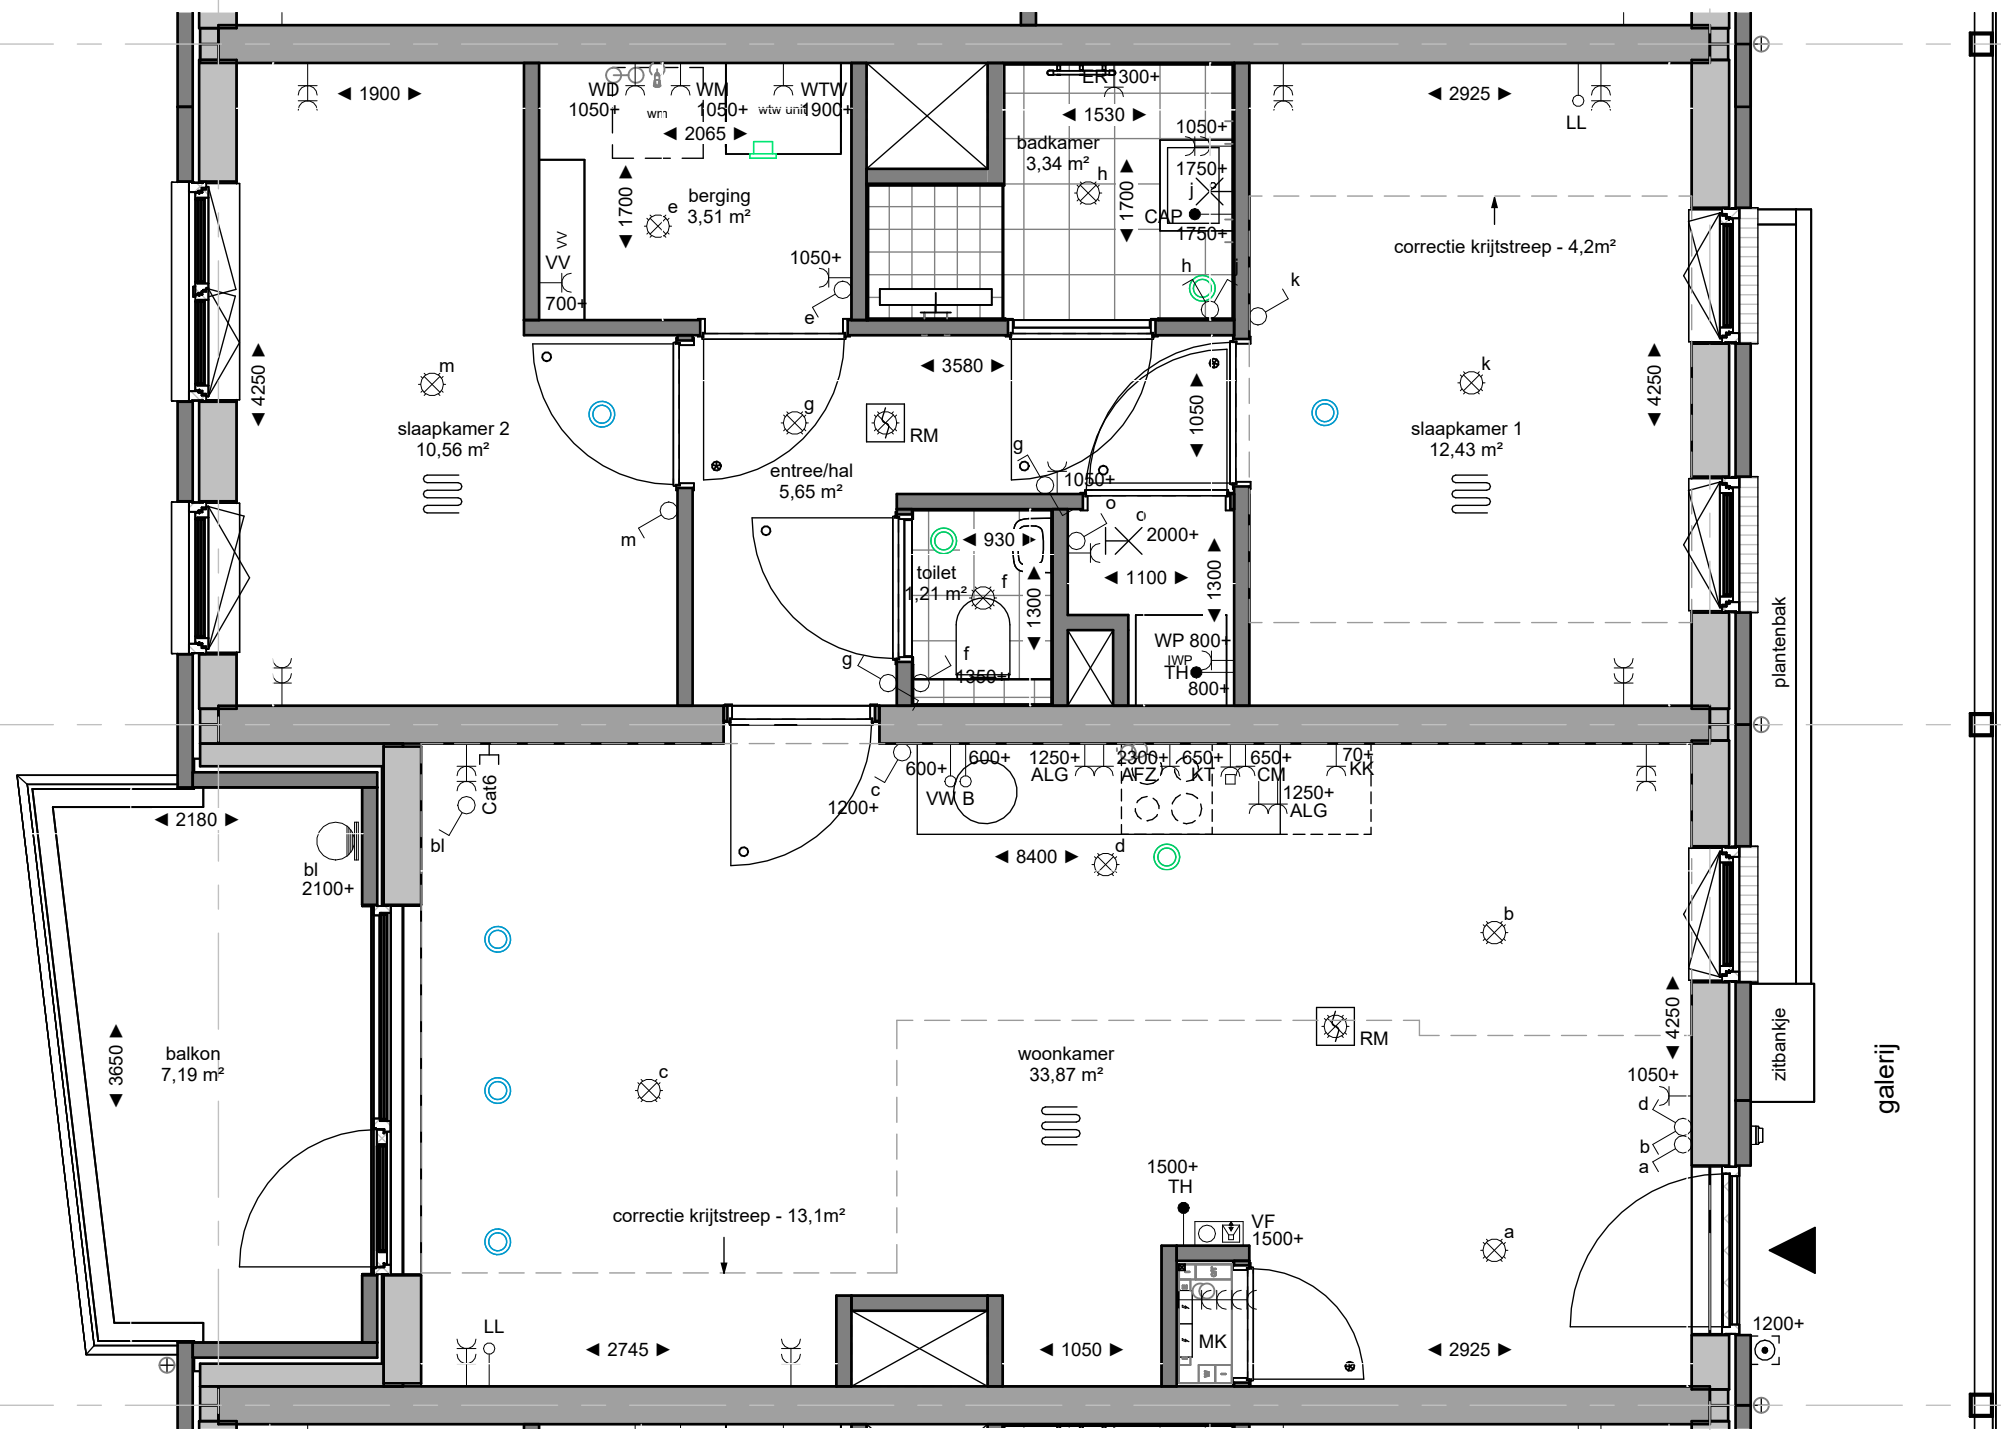 1900
WD
1050+
wm
WM
1050+
2065
wtw unit
WTW
1900+
ER
300+
1530
badkamer
3,34 m²
h
1050+
1750+
j
CAP
1750+
1700
2925
LL
correctie krijtstreep - 4,2m²
1700
berging
3,51 m²
e
VV
VV
700+
1050+
e
h
j
k
4250
m
slaapkamer 2
10,56 m²
m
3580
g
RM
entree/hal
5,65 m²
g
1050+
1050
k
slaapkamer 1
12,43 m²
4250
930
toilet
1,21 m²
f
1300
o
o
2000+
1100
1300
g
f
1350+
WP 800+
IWP
TH
800+
plantenbak
Cat6
bl
2180
bl
2100+
1200+
c
600+
600+
VW B
1250+
ALG
2300+
AFZ
650+
KT
650+
CM
70+
KK
1250+
ALG
8400
d
b
3650
balkon
7,19 m²
c
woonkamer
33,87 m²
RM
4250
zitbankje
galerij
1050+
d
b
a
1500+
TH
VF
1500+
a
correctie krijtstreep - 13,1m²
LL
2745
1050
MK
2925
1200+